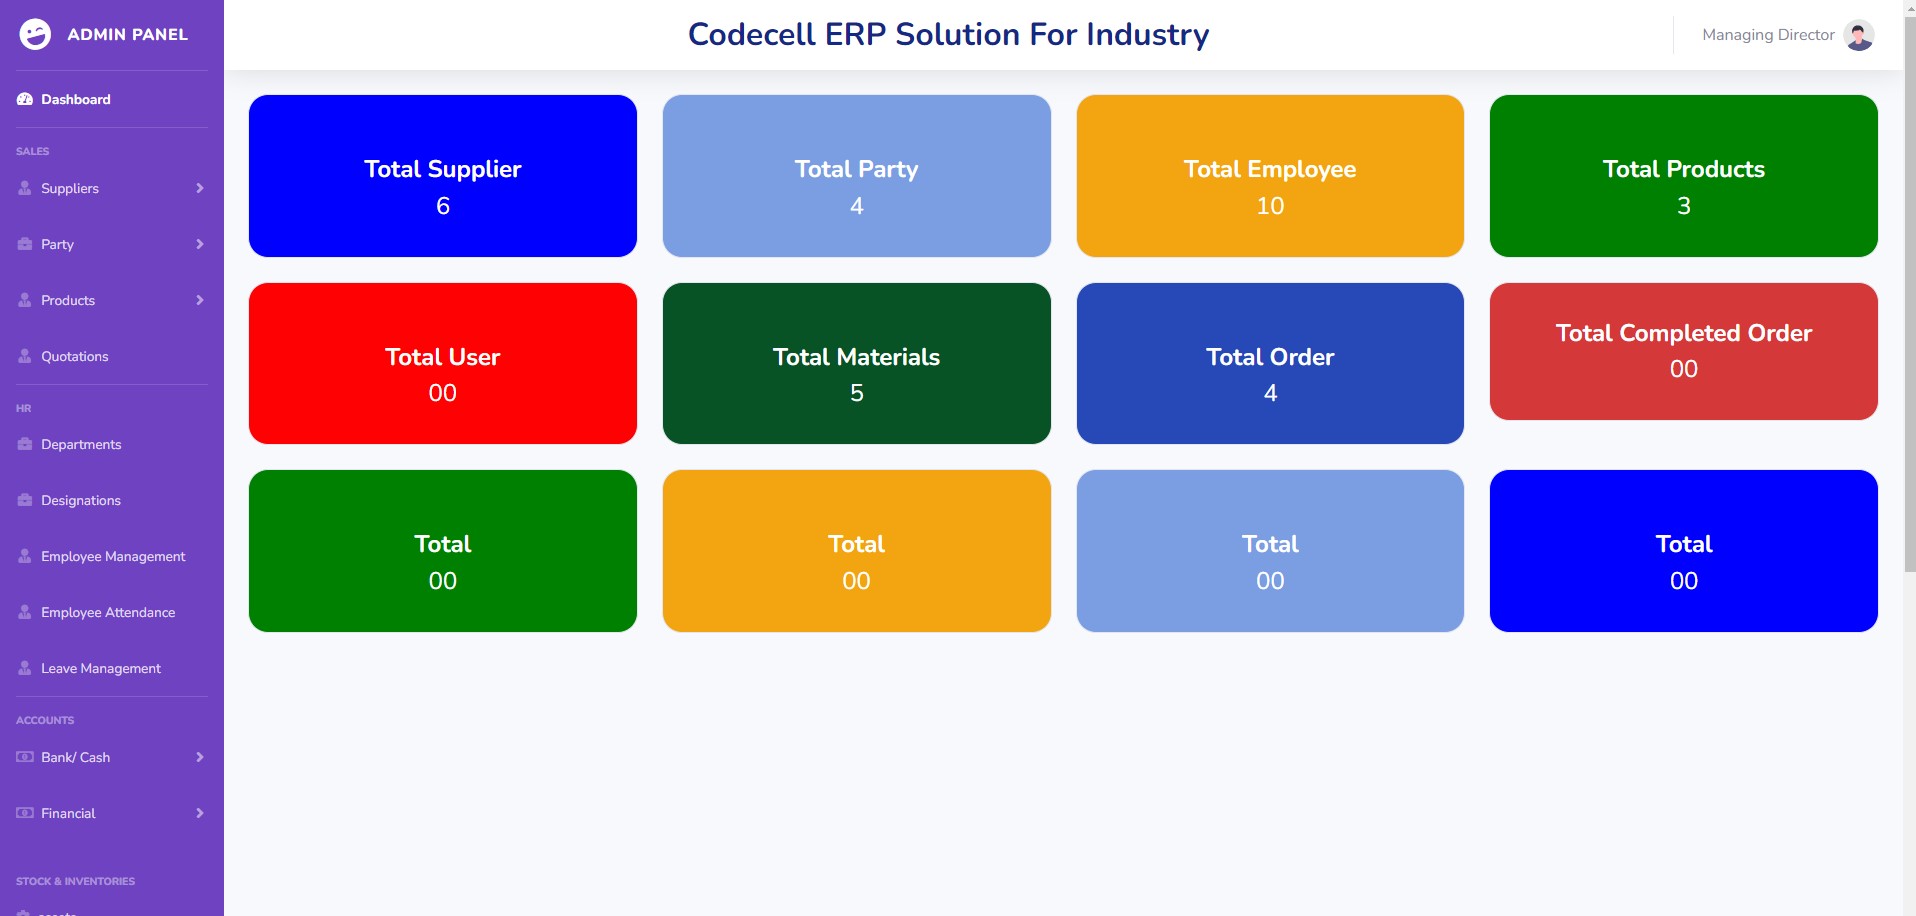 ADMIN PANEL
Codecell ERP Solution For Industry
Managing Director
Dashboard
SALES
Suppliers
Party
Products
Quotations
HR
Departments
Designations
Employee Management
Employee Attendance
Leave Management
ACCOUNTS
Bank/ Cash
Financial
STOCK & INVENTORIES
assets
Total Supplier
6
Total Party
4
Total Employee
10
Total Products
3
Total User
00
Total Materials
5
Total Order
4
Total Completed Order
00
Total
00
Total
00
Total
00
Total
00